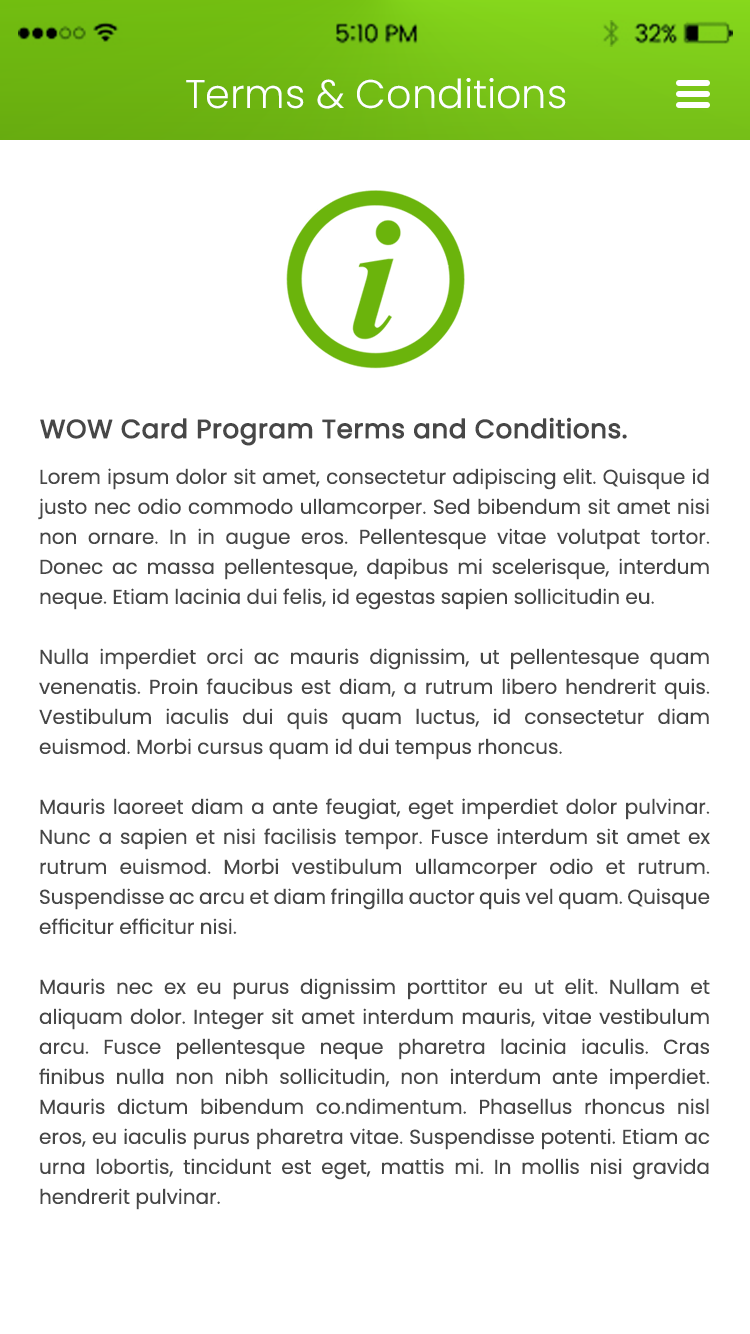 5:10 PM 32%
Terms & Conditions
i
WOW Card Program Terms and Conditions.
Lorem ipsum dolor sit amet, consectetur adipiscing elit. Quisque id
justo nec odio commodo ullamcorper. Sed bibendum sit amet nisi
non ornare. In in augue eros. Pellentesque vitae volutpat tortor.
Donec ac massa pellentesque, dapibus mi scelerisque, interdum
neque. Etiam lacinia dui felis, id egestas sapien sollicitudin eu.
Nulla imperdiet orci ac mauris dignissim, ut pellentesque quam
venenatis. Proin faucibus est diam, a rutrum libero hendrerit quis.
Vestibulum iaculis dui quis quam luctus, id consectetur diam
euismod. Morbi cursus quam id dui tempus rhoncus.
Mauris laoreet diam a ante feugiat, eget imperdiet dolor pulvinar.
Nunc a sapien et nisi facilisis tempor. Fusce interdum sit amet ex
rutrum euismod. Morbi vestibulum ullamcorper odio et rutrum.
Suspendisse ac arcu et diam fringilla auctor quis vel quam. Quisque
efficitur efficitur nisi.
Mauris nec ex eu purus dignissim porttitor eu ut elit. Nullam et
aliquam dolor. Integer sit amet interdum mauris, vitae vestibulum
arcu. Fusce pellentesque neque pharetra lacinia iaculis. Cras
finibus nulla non nibh sollicitudin, non interdum ante imperdiet.
Mauris dictum bibendum co.ndimentum. Phasellus rhoncus nisl
eros, eu iaculis purus pharetra vitae. Suspendisse potenti. Etiam ac
urna lobortis, tincidunt est eget, mattis mi. In mollis nisi gravida
hendrerit pulvinar.